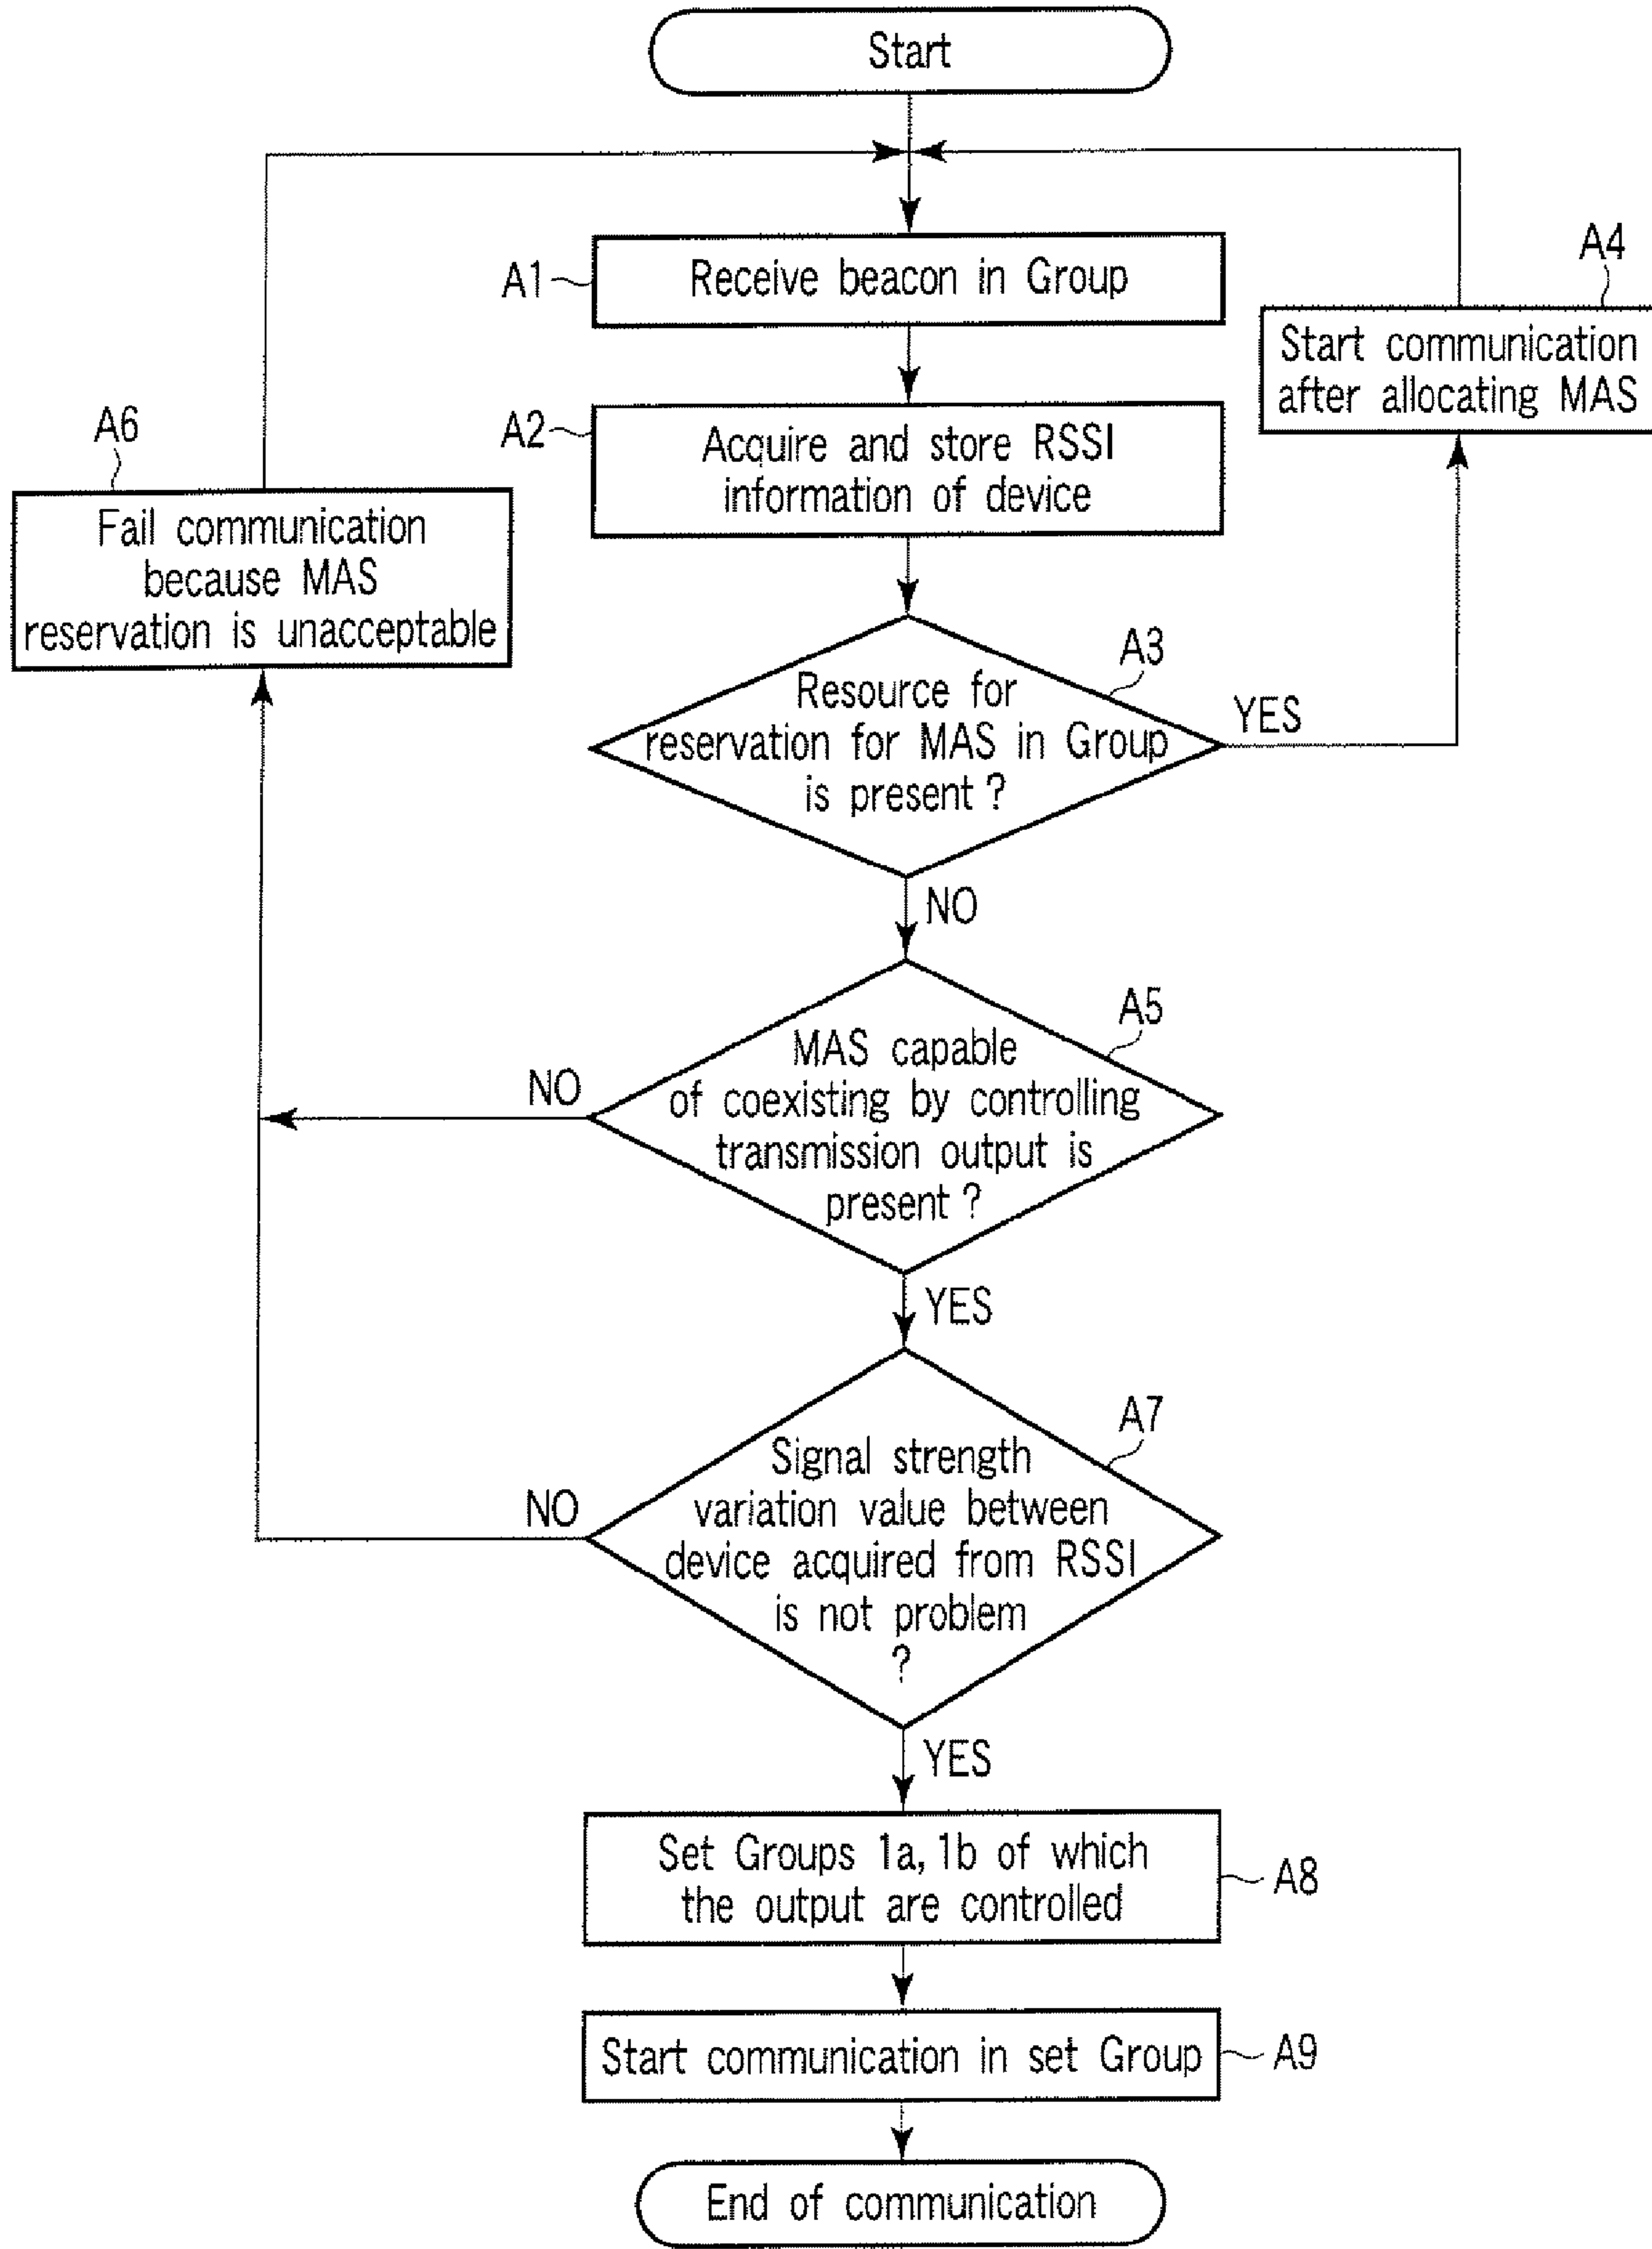 Start
A1
Receive beacon in Group
A4
Start communication
after allocating MAS
A2
Acquire and store RSSI
information of device
A6
Fail communication
because MAS
reservation is unacceptable
A3
Resource for
reservation for MAS in Group
is present ?
YES
NO
A5
MAS capable
of coexisting by controlling
transmission output is
present ?
NO
YES
A7
Signal strength
variation value between
device acquired from RSSI
is not problem
?
NO
YES
Set Groups 1a, 1b of which
the output are controlled
A8
Start communication in set Group
A9
End of communication